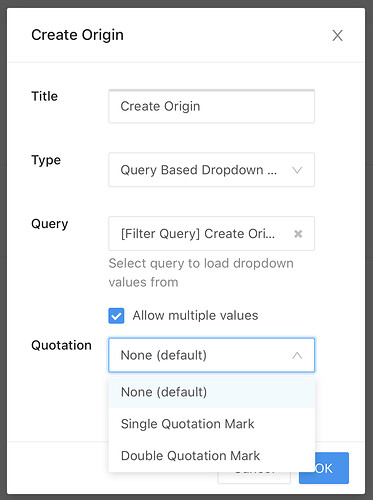 Create Origin
Title
Create Origin
Type
Query Based Dropdown ...
Query
[Filter Query] Create Ori...
Select query to load dropdown
values from
Allow multiple values
Quotation
None (default)
None (default)
Single Quotation Mark
Double Quotation Mark
Cancel
OK